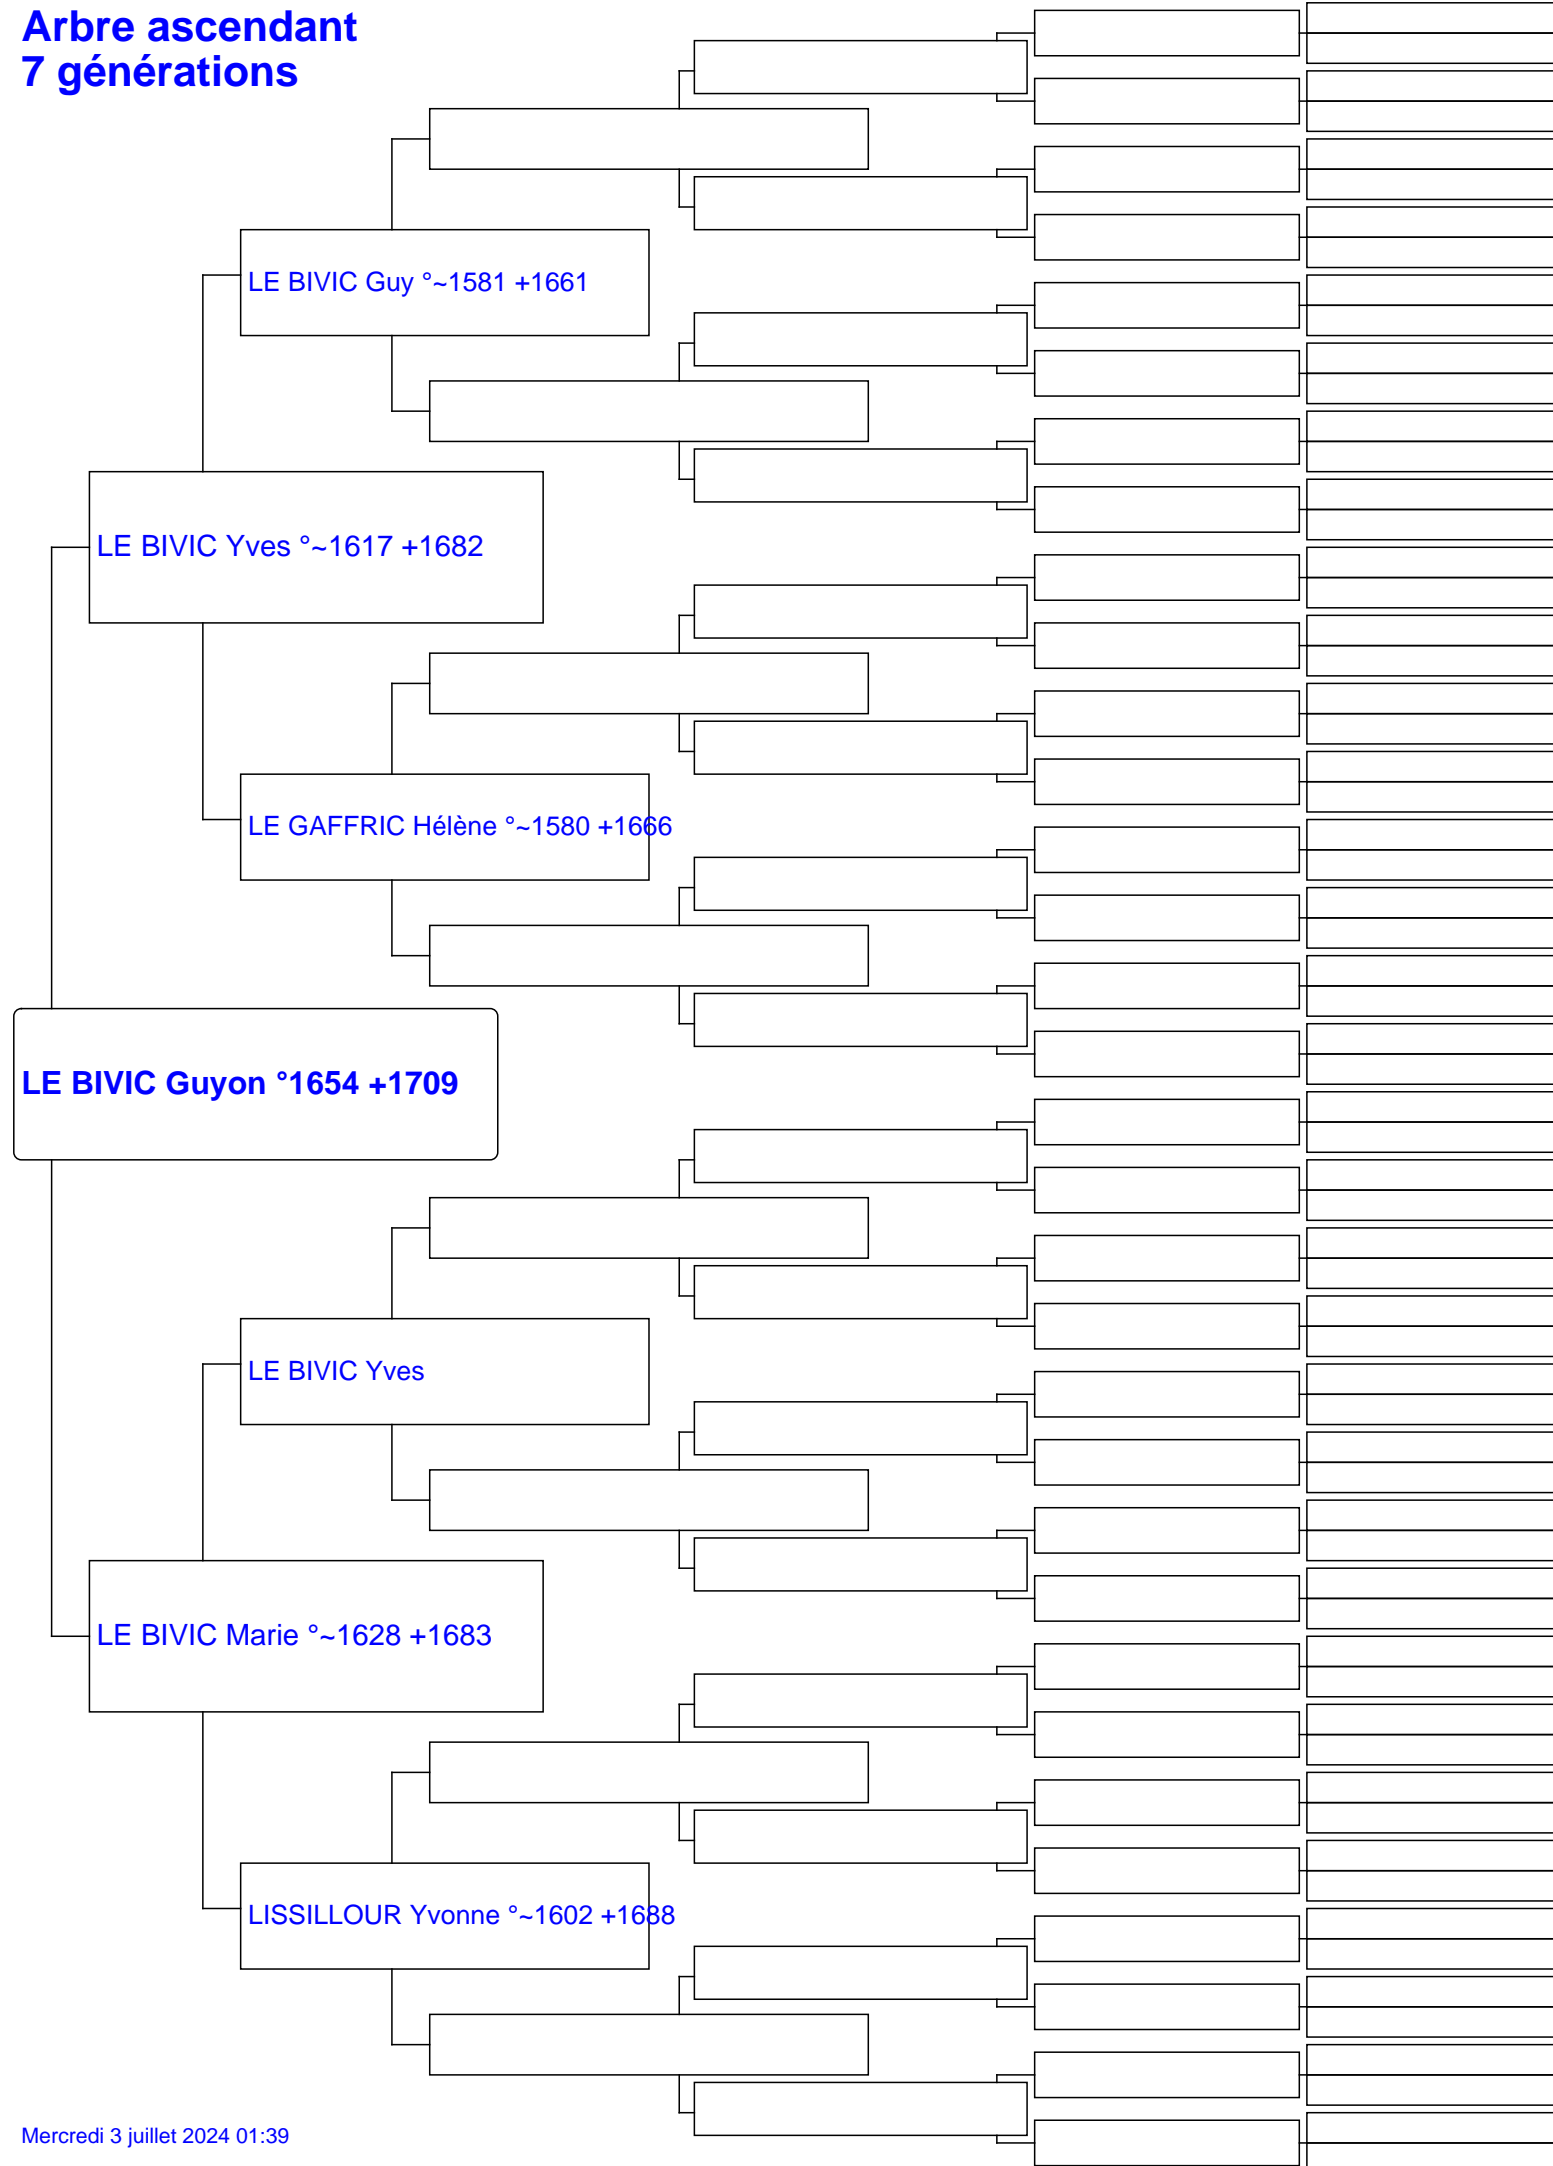 Arbre ascendant
7 générations
LE BIVIC Guy °~1581 +1661
LE BIVIC Yves °~1617 +1682
LE GAFFRIC Hélène °~1580 +1666
LE BIVIC Guyon °1654 +1709
LE BIVIC Yves
LE BIVIC Marie °~1628 +1683
LISSILLOUR Yvonne °~1602 +1688
Mercredi 3 juillet 2024 01:39